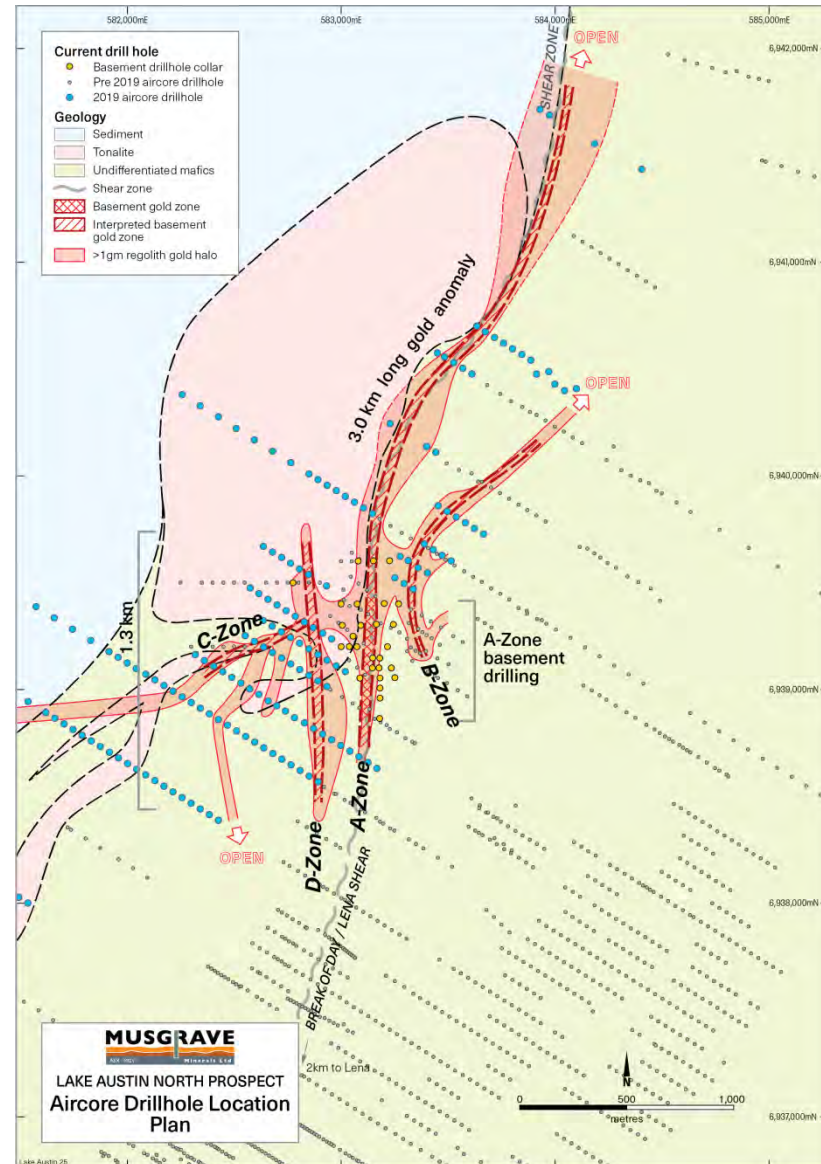 582,000mE
583,000mE
584,000mE
585,000mE
6,942,000mN
6,941,000mN
6,940,000mN
6,939,000mN
6,938,000mN
6,937,000mN
Current drill hole
Basement drillhole collar
Pre 2019 aircore drillhole
2019 aircore drillhole
Geology
Sediment
Tonalite
Undifferentiated mafics
Shear zone
Basement gold zone
Interpreted basement
gold zone
>1gm regolith gold halo
OPEN
SHEAR ZONE
3.0 km long gold anomaly
OPEN
1.3 km
C-Zone
B-Zone
A-Zone
basement
drilling
D-Zone
A-Zone
OPEN
BREAK OF DAY / LENA SHEAR
2km to Lena
MUSGRAVE
Minerals Ltd
LAKE AUSTIN NORTH PROSPECT
Aircore Drillhole Location
Plan
N
0
500
1,000
metres
Lake Austin 25